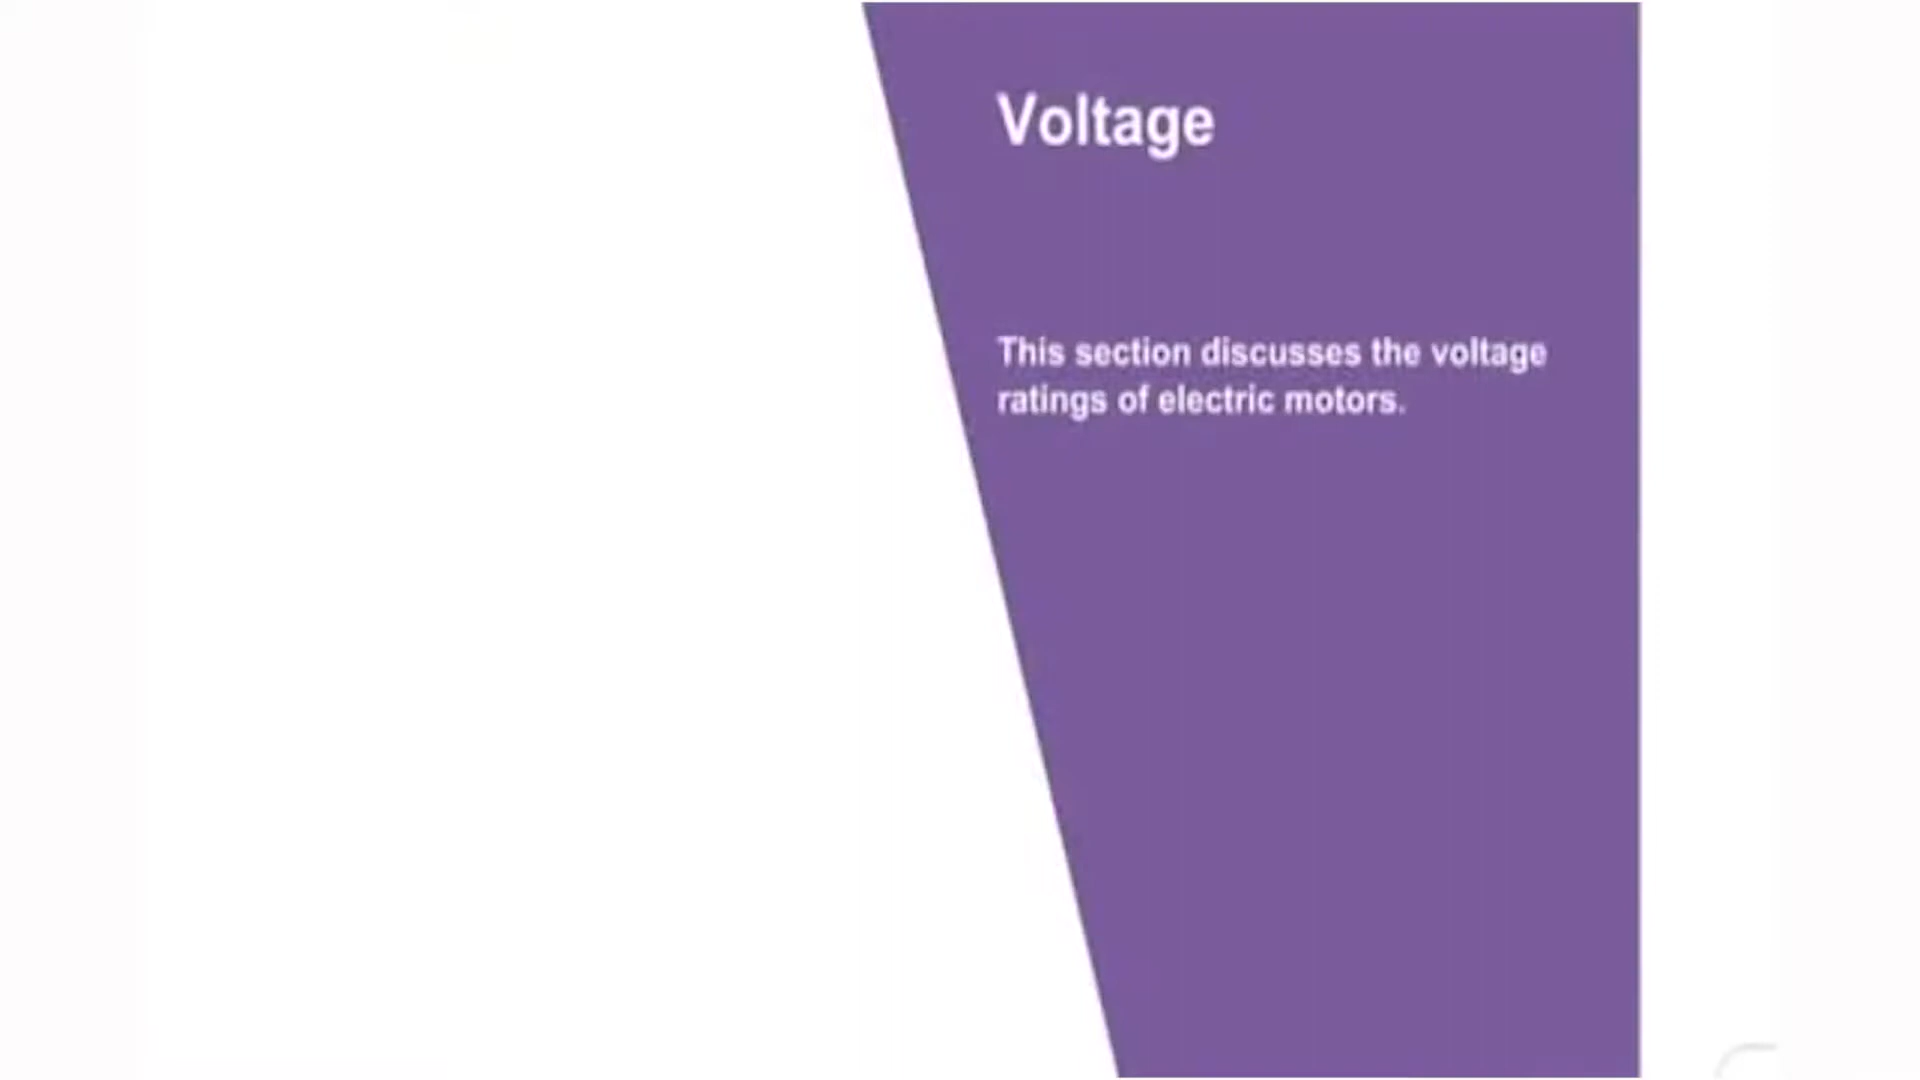 Voltage
This section discusses the voltage
ratings of electric motors.